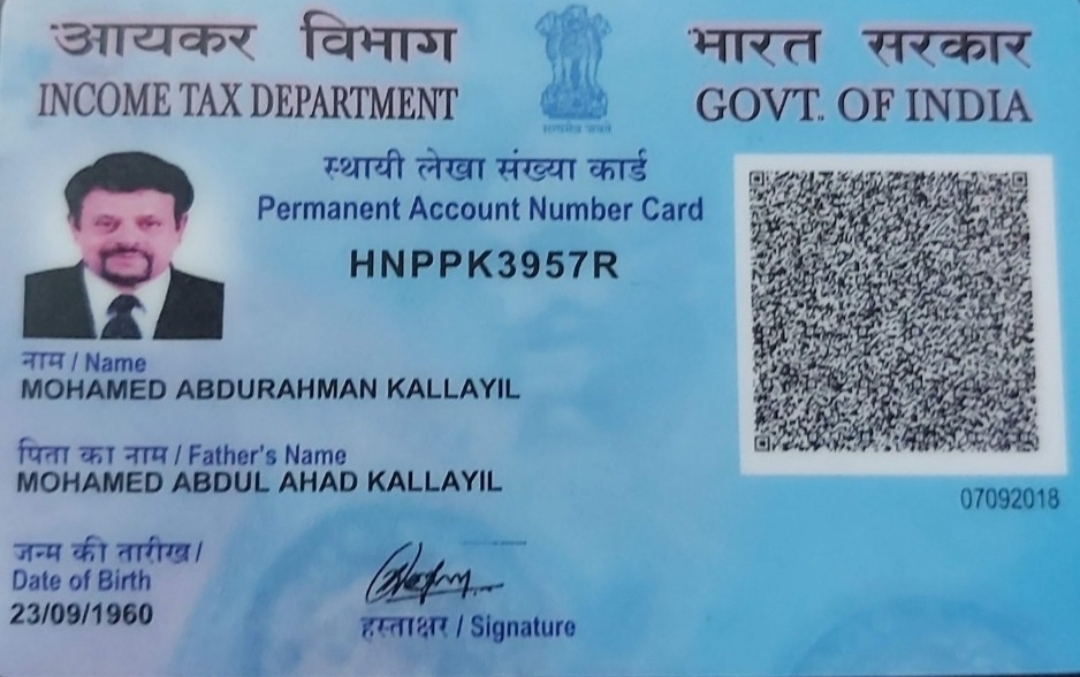 आयकर विभाग
INCOME TAX DEPARTMENT
भारत सरकार
GOVT. OF INDIA
सत्यमेव जयते
स्थायी लेखा संख्या कार्ड
Permanent Account Number Card
HNPPK3957R
नाम / Name
MOHAMED ABDURAHMAN KALLAYIL
पिता का नाम / Father's Name
MOHAMED ABDUL AHAD KALLAYIL
07092018
जन्म की तारीख /
Date of Birth
23/09/1960
हस्ताक्षर / Signature